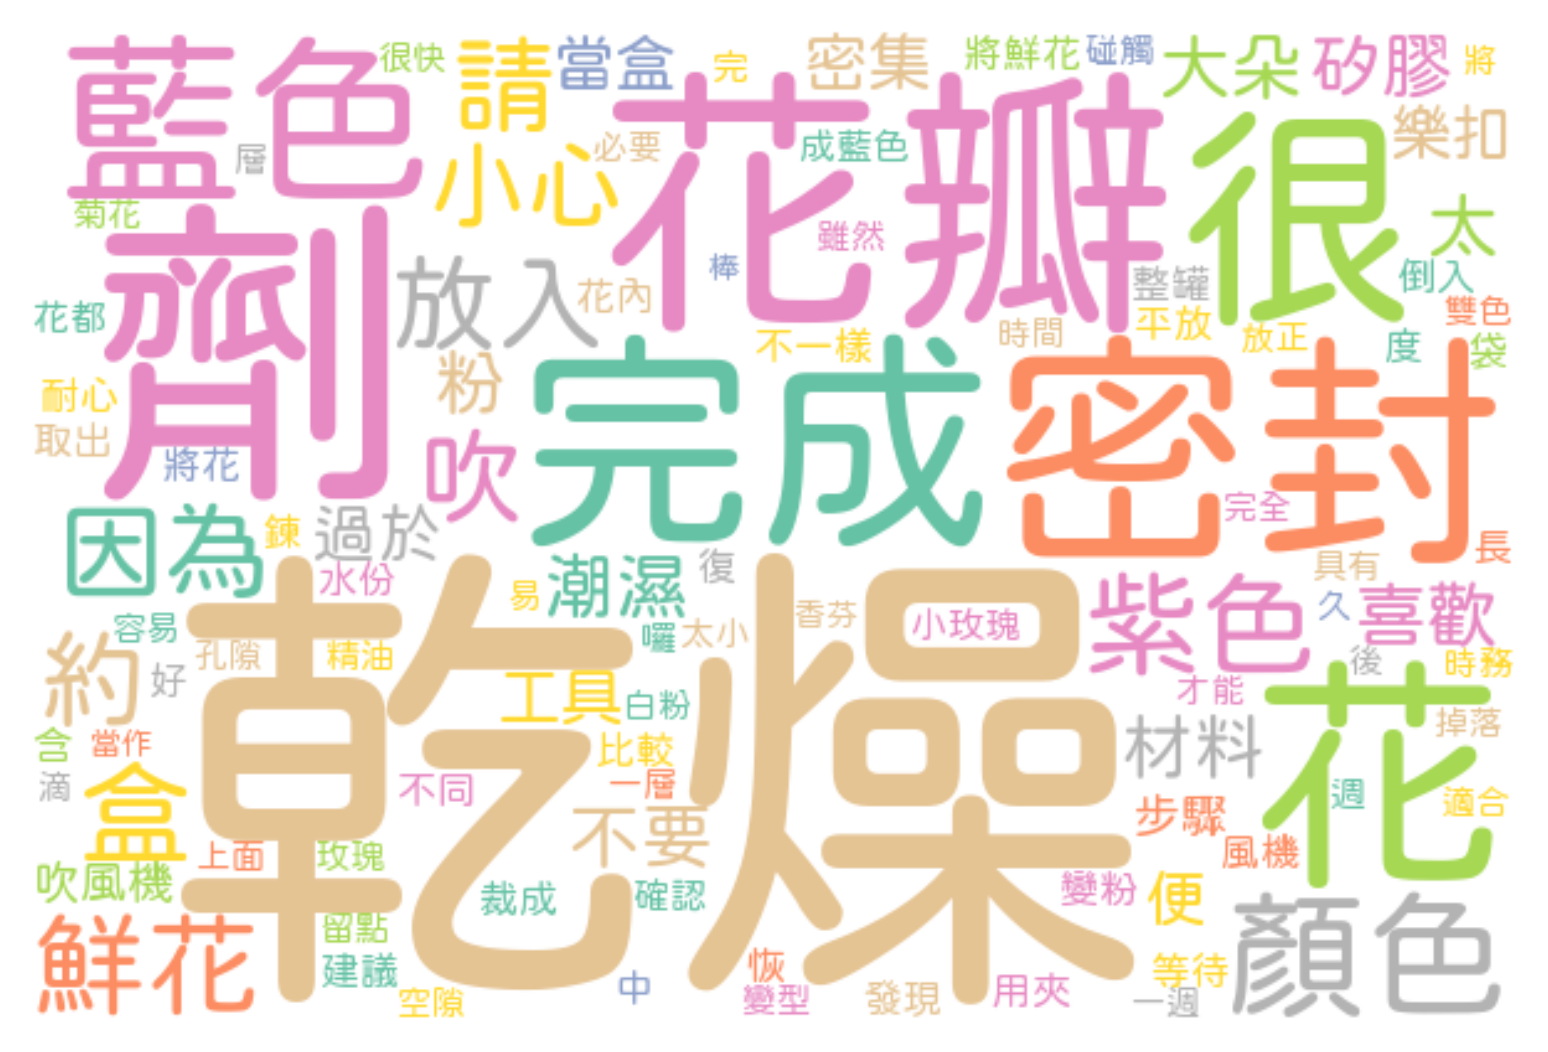 藍色
很快
請
當盒
完
密集
將鮮花
碰觸
大朵
矽膠
將
層
小心
必要
花瓣
成藍色
很
樂扣
菊花
劑
放入
花內
棒
雖然
整罐
太
倒入
花都
粉
不一樣
時間
平放
放正
雙色
度
袋
耐心
取出
將花
吹
完成
密封
完全
長
因為
鍊
過於
水份
易
潮濕
復
具有
容易
孔隙
精油
囉
太小
香芬
小玫瑰
紫色
久
喜歡
約
好
乾燥
工具
白粉
才能
後
時務
含
當作
滴
不同
比較
一層
材料
花
掉落
週
適合
盒
上面
玫瑰
不要
步驟
風機
吹風機
裁成
確認
變粉
便
顏色
鮮花
留點
建議
空隙
中
恢
變型
發現
用夾
等待
一週